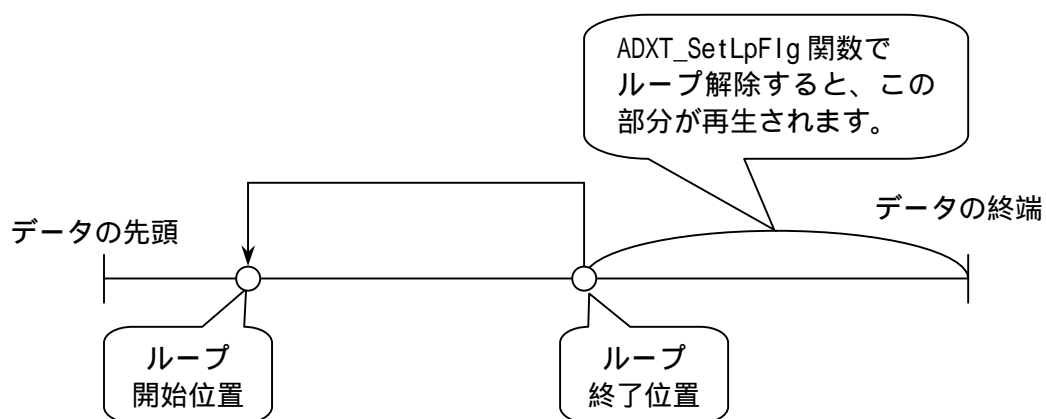 ADXT_SetLpFlg 関数で
ループ解除すると、この
部分が再生されます。
データの先頭
データの終端
ループ
開始位置
ループ
終了位置